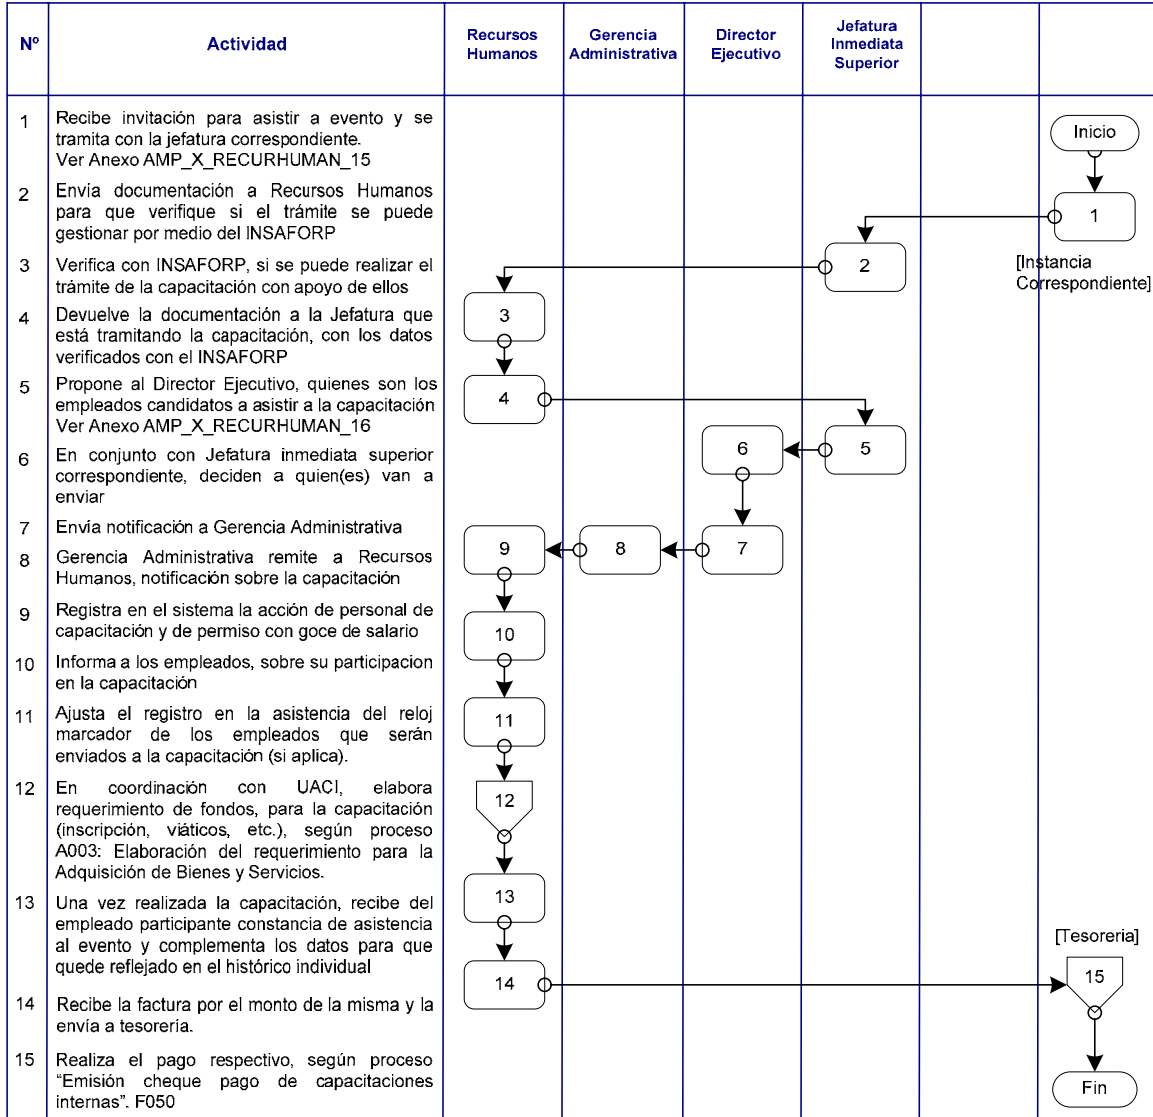 Nº
Actividad
Recursos
Humanos
Gerencia
Administrativa
Director
Ejecutivo
Jefatura
Inmediata
Superior
1
Recibe invitación para asistir a evento y se
tramita con la jefatura correspondiente.
Ver Anexo AMP_X_RECURHUMAN_15
2
Envía documentación a Recursos Humanos
para que verifique si el trámite se puede
gestionar por medio del INSAFORP
3
Verifica con INSAFORP, si se puede realizar el
trámite de la capacitación con apoyo de ellos
4
Devuelve la documentación a la Jefatura que
está tramitando la capacitación, con los datos
verificados con el INSAFORP
5
Propone al Director Ejecutivo, quienes son los
empleados candidatos a asistir a la capacitación
Ver Anexo AMP_X_RECURHUMAN_16
6
En conjunto con Jefatura inmediata superior
correspondiente, deciden a quien(es) van a
enviar
7
Envía notificación a Gerencia Administrativa
8
Gerencia Administrativa remite a Recursos
Humanos, notificación sobre la capacitación
9
Registra en el sistema la acción de personal de
capacitación y de permiso con goce de salario
10
Informa a los empleados, sobre su participacion
en la capacitación
11
Ajusta el registro en la asistencia del reloj
marcador de los empleados que serán
enviados a la capacitación (si aplica).
12
En coordinación con UACI, elabora
requerimiento de fondos, para la capacitación
(inscripción, viáticos, etc.), según proceso
A003: Elaboración del requerimiento para la
Adquisición de Bienes y Servicios.
13
Una vez realizada la capacitación, recibe del
empleado participante constancia de asistencia
al evento y complementa los datos para que
quede reflejado en el histórico individual
14
Recibe la factura por el monto de la misma y la
envía a tesorería.
15
Realiza el pago respectivo, según proceso
“Emisión cheque pago de capacitaciones
internas”. F050
Inicio
1
[Instancia
Correspondiente]
2
3
4
5
6
7
8
9
10
11
12
13
14
[Tesoreria]
15
Fin